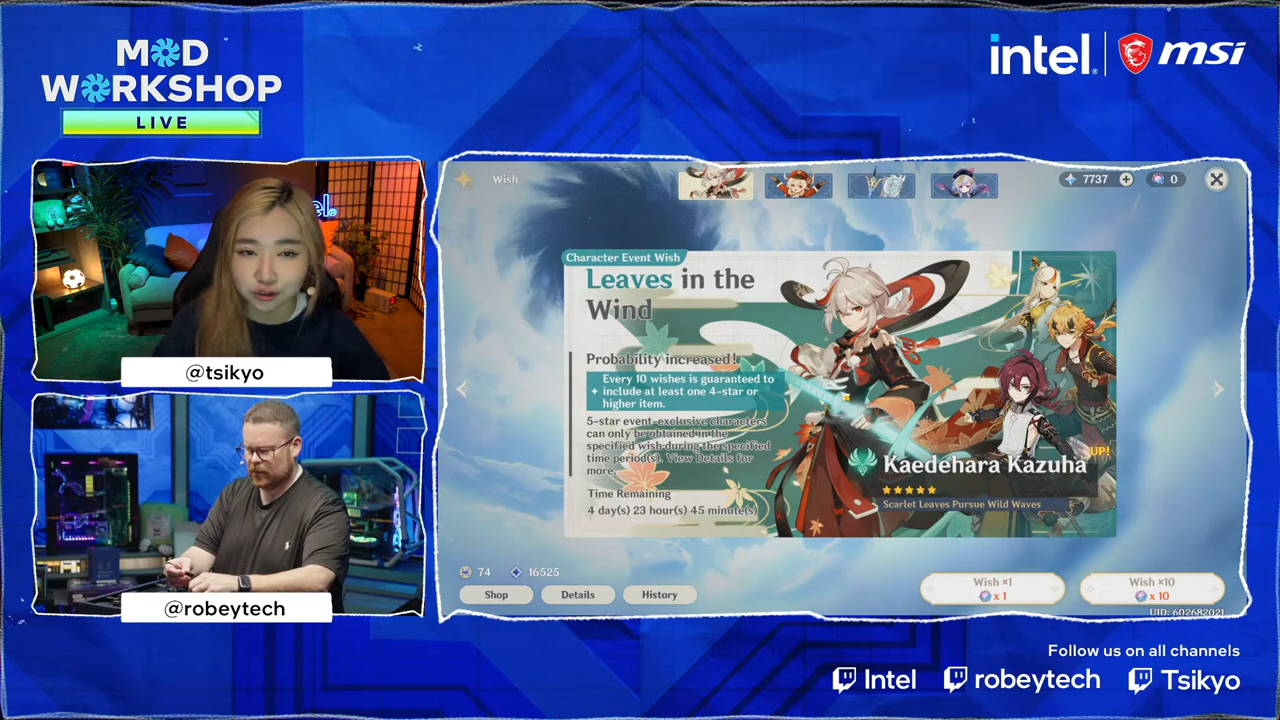 MOD
WORKSHOP
LIVE
intel.
msi
@tsikyo
@robeytech
Wish
7737
0
Character Event Wish
Leaves in the
Wind
Probability increased!
Every 10 wishes is guaranteed to
include at least one 4-star or
higher item.
5-star event-exclusive characters
can only be obtained in the
specified wish during the specified
time period(s). View Details for
more.
Time Remaining
4 day(s) 23 hour(s) 45 minute(s)
UP!
Kaedehara Kazuha
Scarlet Leaves Pursue Wild Waves
74
16525
Shop
Details
History
Wish ×1
x 1
Wish ×10
x 10
UID: 602682021
Follow us on all channels
Intel
robeytech
Tsikyo